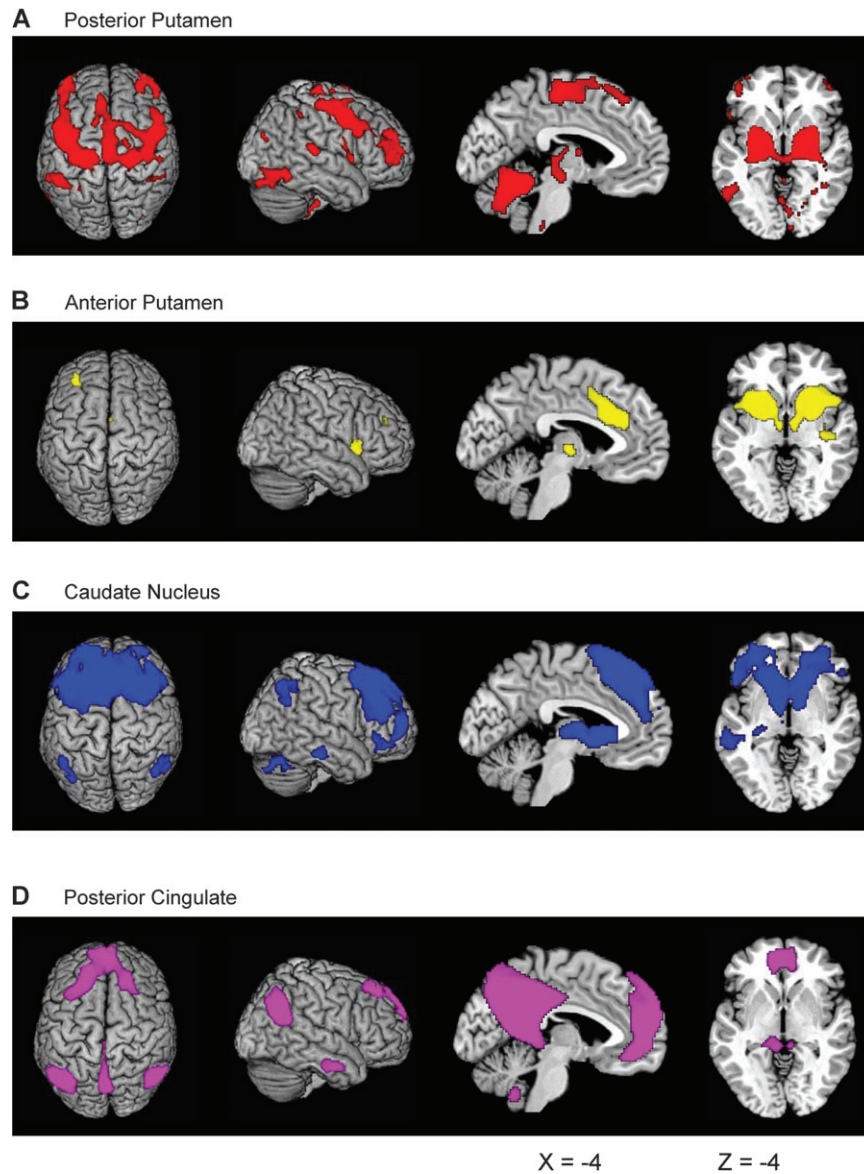 A Posterior Putamen
B Anterior Putamen
C Caudate Nucleus
D Posterior Cingulate
X = -4 Z = -4